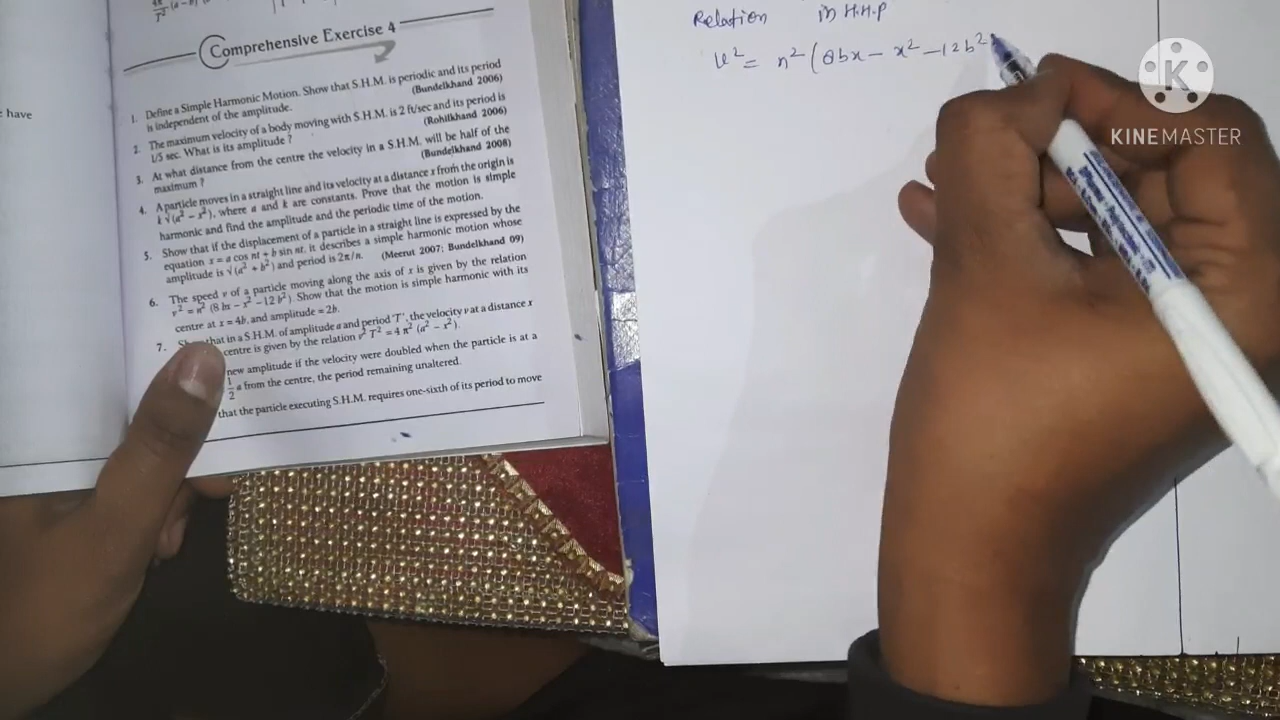 Comprehensive Exercise 4
1. Define a Simple Harmonic Motion. Show that S.H.M. is periodic and its period
is independent of the amplitude.
(Bundelkhand 2006)
2. The maximum velocity of a body moving with S.H.M. is 2 ft/sec and its period is
1/5 sec. What is its amplitude ?
(Rohilkhand 2006)
3. At what distance from the centre the velocity in a S.H.M. will be half of the
maximum ?
(Bundelkhand 2008)
4. A particle moves in a straight line and its velocity at a distance x from the origin is
k √(a² − x²), where a and k are constants. Prove that the motion is simple
harmonic and find the amplitude and the periodic time of the motion.
5. Show that if the displacement of a particle in a straight line is expressed by the
equation x = a cos nt + b sin nt, it describes a simple harmonic motion whose
amplitude is √(a² + b²) and period is 2π/n.
(Meerut 2007; Bundelkhand 09)
6. The speed v of a particle moving along the axis of x is given by the relation
v² = n² (8 bx − x² − 12 b²). Show that the motion is simple harmonic with its
centre at x = 4b, and amplitude = 2b.
7. that in a S.H.M. of amplitude a and period 'T', the velocity v at a distance x
centre is given by the relation v² T² = 4 π² (a² − x²).
new amplitude if the velocity were doubled when the particle is at a
1/2 a from the centre, the period remaining unaltered.
that the particle executing S.H.M. requires one-sixth of its period to move
have
Relation in H.H.P
v² = n² (8bx − x² − 12b²
K
KINEMASTER